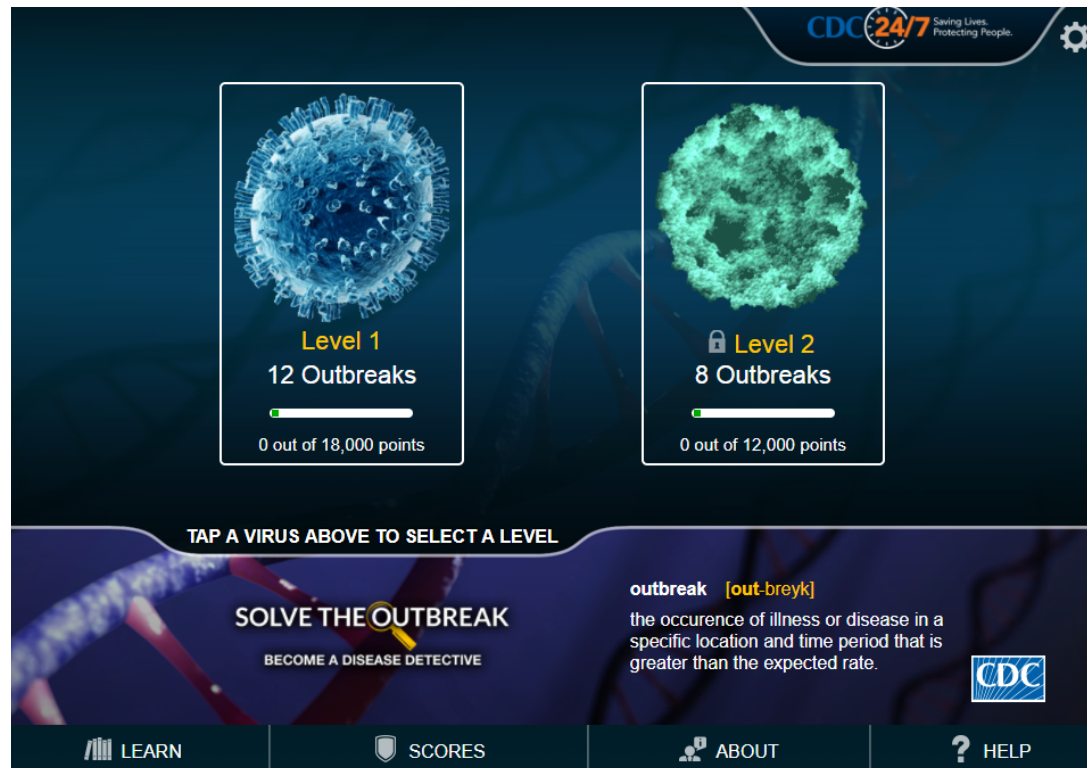 CDC 24/7 Saving Lives.
Protecting People.
Level 1
12 Outbreaks
0 out of 18,000 points
Level 2
8 Outbreaks
0 out of 12,000 points
TAP A VIRUS ABOVE TO SELECT A LEVEL
SOLVE THE OUTBREAK
BECOME A DISEASE DETECTIVE
outbreak [out-breyk]
the occurence of illness or disease in a
specific location and time period that is
greater than the expected rate.
CDC
LEARN
SCORES
ABOUT
? HELP